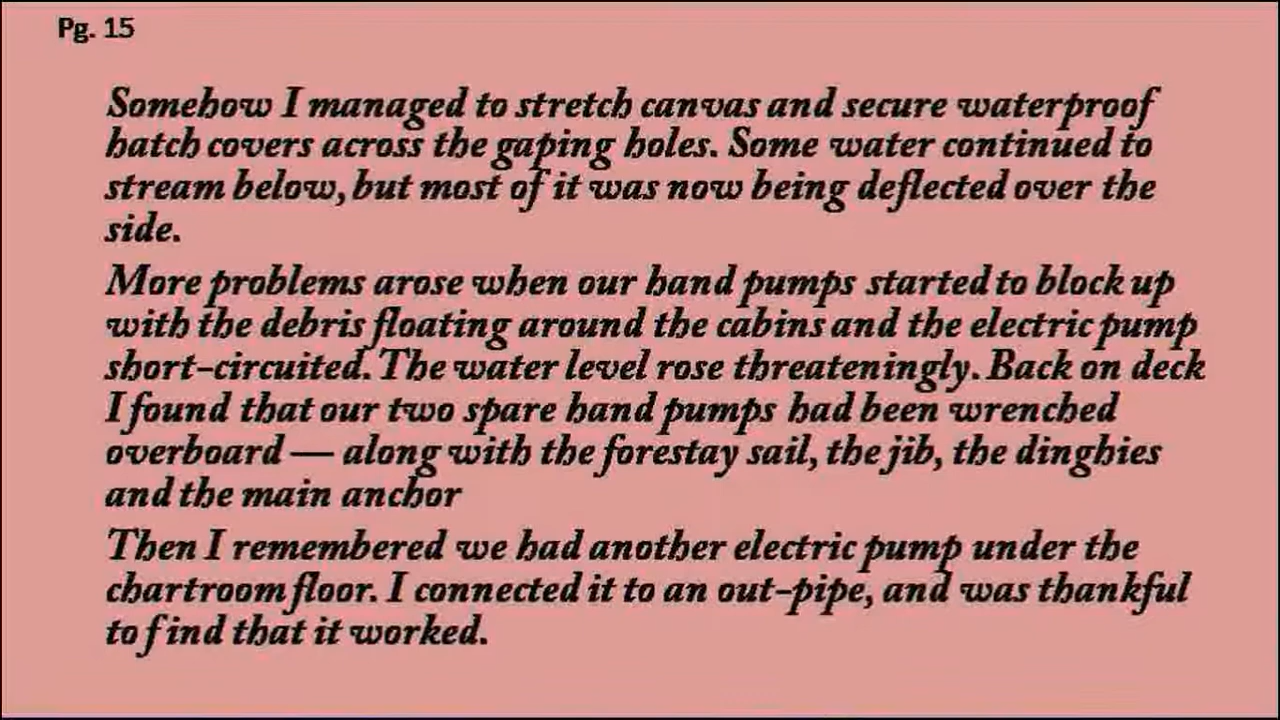 Pg. 15
Somehow I managed to stretch canvas and secure waterproof
hatch covers across the gaping holes. Some water continued to
stream below, but most of it was now being deflected over the
side.
More problems arose when our hand pumps started to block up
with the debris floating around the cabins and the electric pump
short-circuited. The water level rose threateningly. Back on deck
I found that our two spare hand pumps had been wrenched
overboard — along with the forestay sail, the jib, the dinghies
and the main anchor
Then I remembered we had another electric pump under the
chartroom floor. I connected it to an out-pipe, and was thankful
to find that it worked.